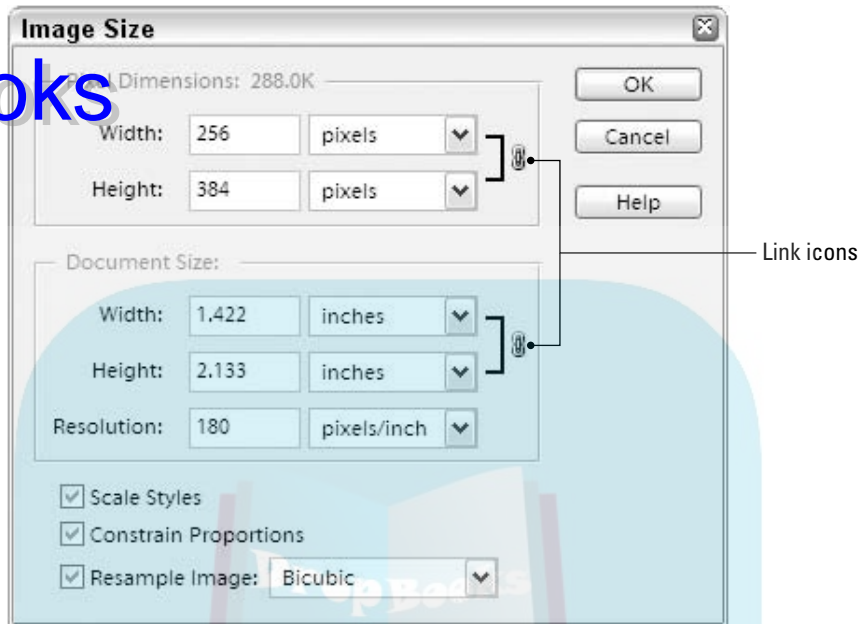 Image Size
oks
Pixel Dimensions: 288.0K
OK
Width: 256 pixels
Cancel
Height: 384 pixels
Help
Link icons
Document Size:
Width: 1.422 inches
Height: 2.133 inches
Resolution: 180 pixels/inch
Scale Styles
Constrain Proportions
Resample Image: Bicubic
DropBooks